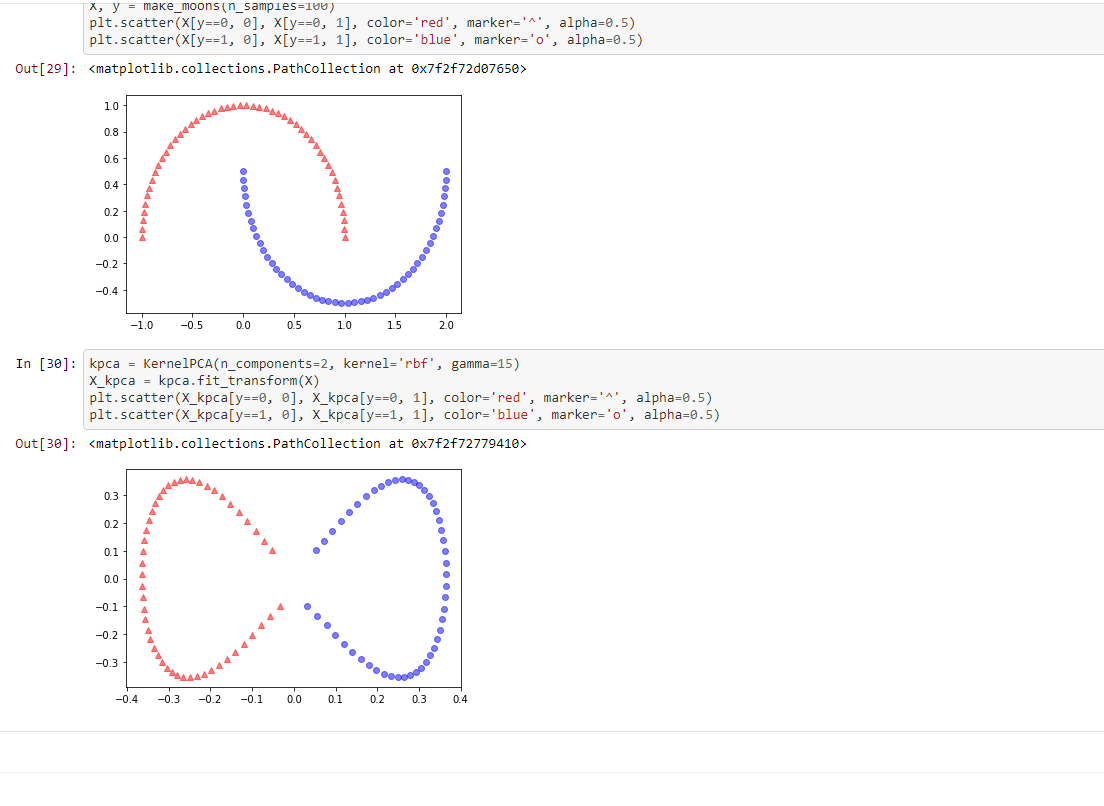 X, y = make_moons(n_samples=100)
plt.scatter(X[y==0, 0], X[y==0, 1], color='red', marker='^', alpha=0.5)
plt.scatter(X[y==1, 0], X[y==1, 1], color='blue', marker='o', alpha=0.5)
Out[29]: <matplotlib.collections.PathCollection at 0x7f2f72d07650>
1.0
0.8
0.6
0.4
0.2
0.0
−0.2
−0.4
−1.0 −0.5 0.0 0.5 1.0 1.5 2.0
In [30]: kpca = KernelPCA(n_components=2, kernel='rbf', gamma=15)
X_kpca = kpca.fit_transform(X)
plt.scatter(X_kpca[y==0, 0], X_kpca[y==0, 1], color='red', marker='^', alpha=0.5)
plt.scatter(X_kpca[y==1, 0], X_kpca[y==1, 1], color='blue', marker='o', alpha=0.5)
Out[30]: <matplotlib.collections.PathCollection at 0x7f2f72779410>
0.3
0.2
0.1
0.0
−0.1
−0.2
−0.3
−0.4 −0.3 −0.2 −0.1 0.0 0.1 0.2 0.3 0.4